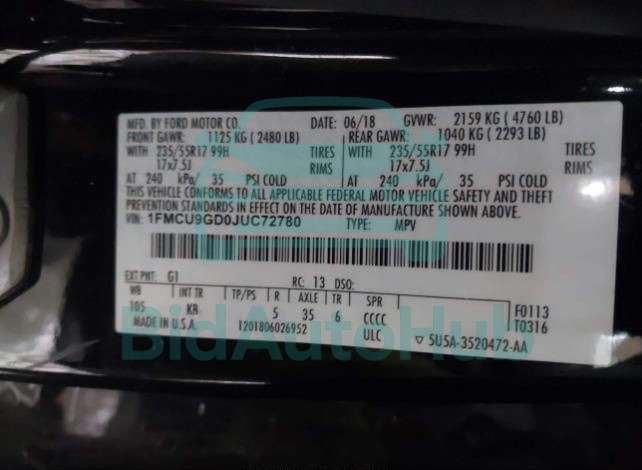 MFD. BY FORD MOTOR CO. DATE: 06/18 GVWR: 2159 KG ( 4760 LB)
FRONT GAWR: 1125 KG ( 2480 LB) REAR GAWR: 1040 KG ( 2293 LB)
WITH 235/55R17 99H TIRES WITH 235/55R17 99H TIRES
17x7.5J RIMS 17x7.5J RIMS
AT 240 kPa/ 35 PSI COLD AT 240 kPa/ 35 PSI COLD
THIS VEHICLE CONFORMS TO ALL APPLICABLE FEDERAL MOTOR VEHICLE SAFETY AND THEFT
PREVENTION STANDARDS IN EFFECT ON THE DATE OF MANUFACTURE SHOWN ABOVE.
VIN: 1FMCU9GD0JUC72780 TYPE: MPV
EXT PNT: G1 RC: 13 DSO:
WB INT TR TP/PS R AXLE TR SPR F0113
105 KB 5 35 6 CCCC T0316
MADE IN U.S.A. 1201806026952 ULC ▽ 5U5A-3520472-AA
BidAutoHub